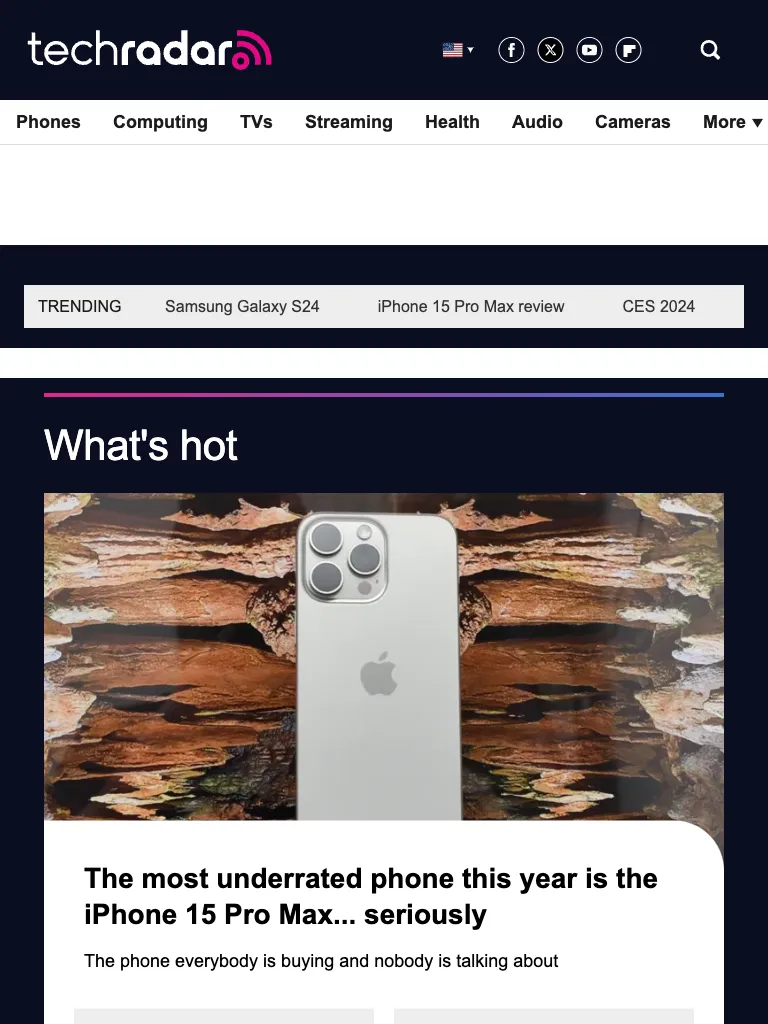 techradar
Phones Computing TVs Streaming Health Audio Cameras More
TRENDING Samsung Galaxy S24 iPhone 15 Pro Max review CES 2024
What's hot
The most underrated phone this year is the
iPhone 15 Pro Max... seriously
The phone everybody is buying and nobody is talking about